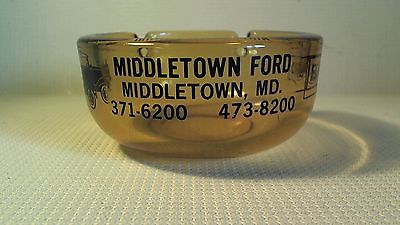 MIDDLETOWN FORD
MIDDLETOWN, MD.
371-6200 473-8200